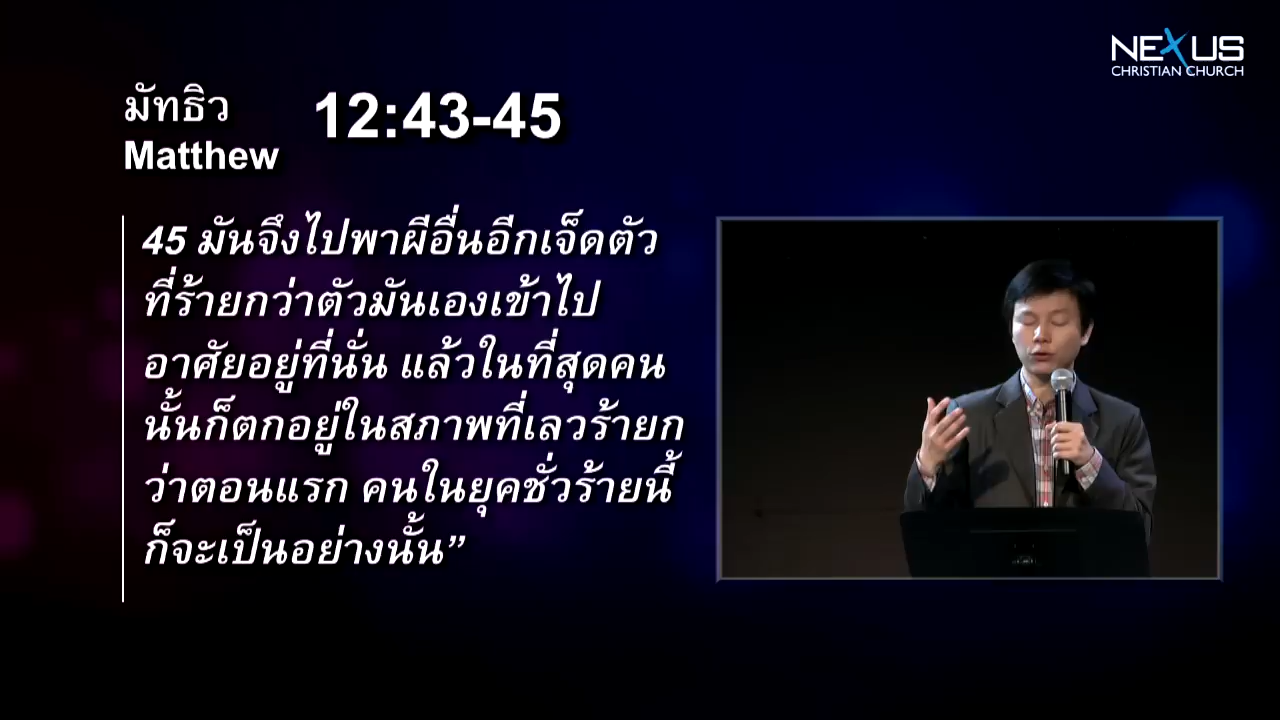 NEXUS
CHRISTIAN CHURCH
มัทธิว
Matthew
12:43-45
45 มันจึงไปพาผีอื่นอีกเจ็ดตัว
ที่ร้ายกว่าตัวมันเองเข้าไป
อาศัยอยู่ที่นั่น แล้วในที่สุดคน
นั้นก็ตกอยู่ในสภาพที่เลวร้ายก
ว่าตอนแรก คนในยุคชั่วร้ายนี้
ก็จะเป็นอย่างนั้น”